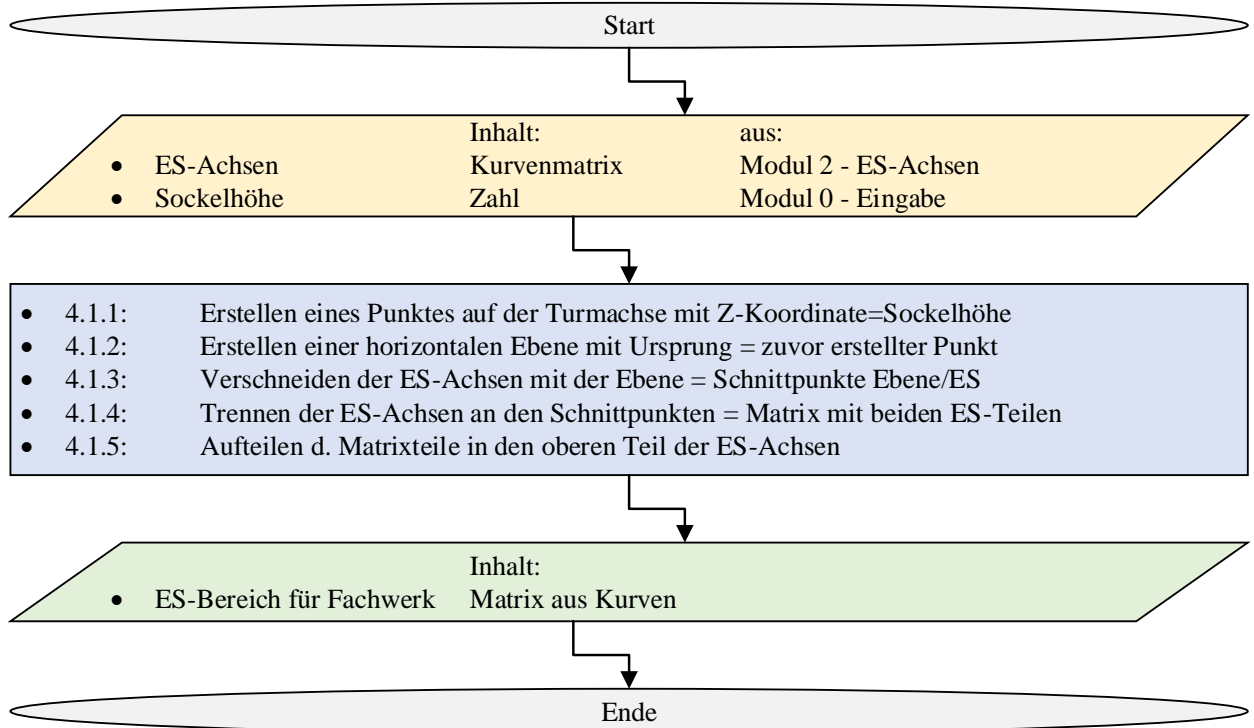 Start
Inhalt: aus:
• ES-Achsen Kurvenmatrix Modul 2 - ES-Achsen
• Sockelhöhe Zahl Modul 0 - Eingabe
• 4.1.1: Erstellen eines Punktes auf der Turmachse mit Z-Koordinate=Sockelhöhe
• 4.1.2: Erstellen einer horizontalen Ebene mit Ursprung = zuvor erstellter Punkt
• 4.1.3: Verschneiden der ES-Achsen mit der Ebene = Schnittpunkte Ebene/ES
• 4.1.4: Trennen der ES-Achsen an den Schnittpunkten = Matrix mit beiden ES-Teilen
• 4.1.5: Aufteilen d. Matrixteile in den oberen Teil der ES-Achsen
Inhalt:
• ES-Bereich für Fachwerk Matrix aus Kurven
Ende